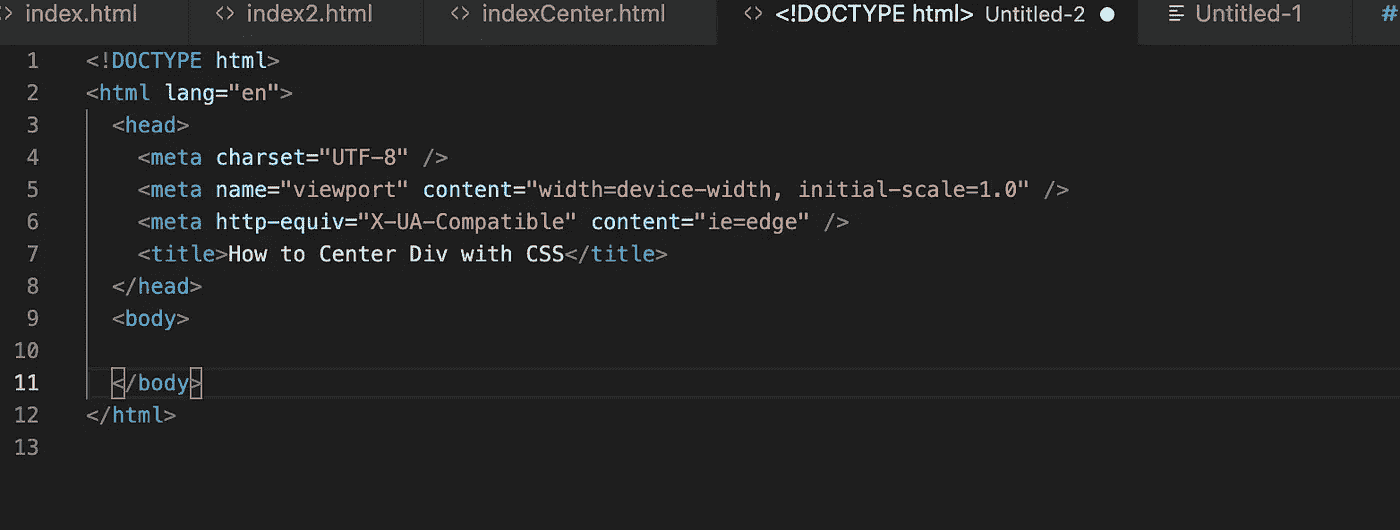 index.html index2.html indexCenter.html <!DOCTYPE html> Untitled-2 Untitled-1 #
1 <!DOCTYPE html>
2 <html lang="en">
3 <head>
4 <meta charset="UTF-8" />
5 <meta name="viewport" content="width=device-width, initial-scale=1.0" />
6 <meta http-equiv="X-UA-Compatible" content="ie=edge" />
7 <title>How to Center Div with CSS</title>
8 </head>
9 <body>
10
11 </body>
12 </html>
13